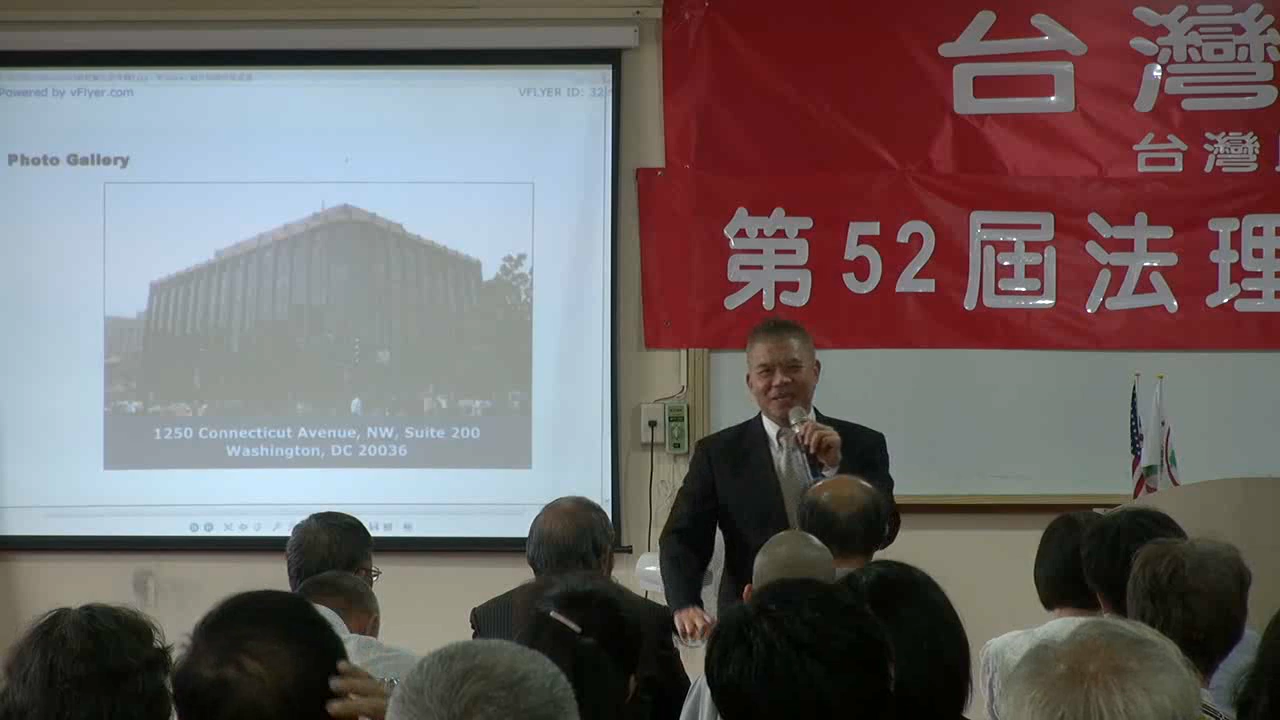 Powered by vFlyer.com
VFLYER ID: 32
Photo Gallery
1250 Connecticut Avenue, NW, Suite 200
Washington, DC 20036
台灣
台灣
第52屆法理